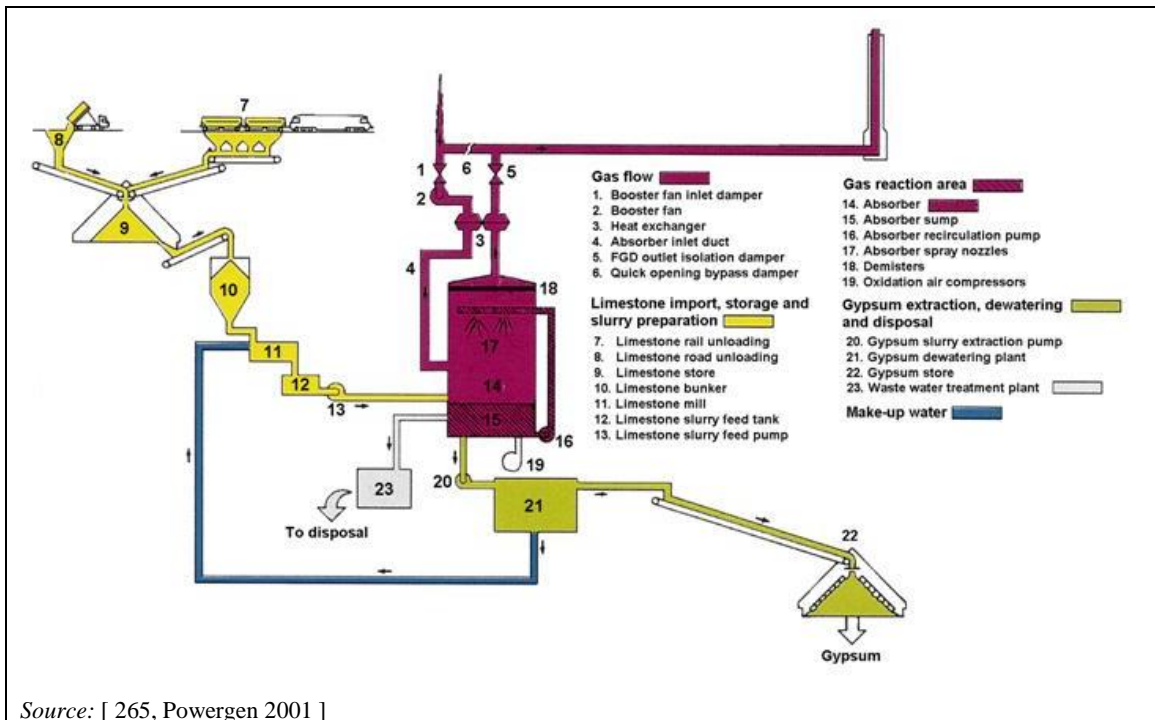 7
8
6
1
5
2
3
9
4
18
10
17
11
14
12
13
15
16
19
20
23
21
22
To disposal
Gypsum
Gas flow
1. Booster fan inlet damper
2. Booster fan
3. Heat exchanger
4. Absorber inlet duct
5. FGD outlet isolation damper
6. Quick opening bypass damper
Limestone import, storage and
slurry preparation
7. Limestone rail unloading
8. Limestone road unloading
9. Limestone store
10. Limestone bunker
11. Limestone mill
12. Limestone slurry feed tank
13. Limestone slurry feed pump
Gas reaction area
14. Absorber
15. Absorber sump
16. Absorber recirculation pump
17. Absorber spray nozzles
18. Demisters
19. Oxidation air compressors
Gypsum extraction, dewatering
and disposal
20. Gypsum slurry extraction pump
21. Gypsum dewatering plant
22. Gypsum store
23. Waste water treatment plant
Make-up water
Source: [ 265, Powergen 2001 ]